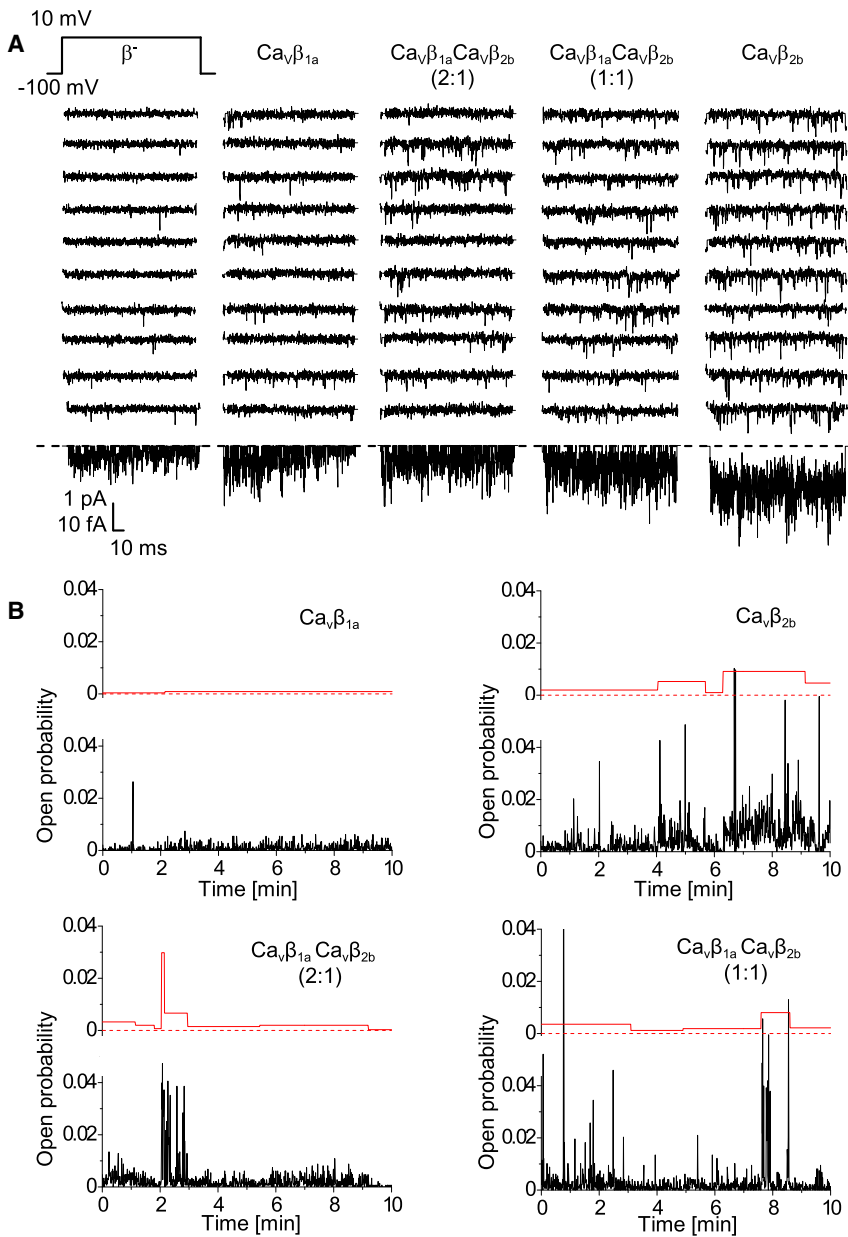 A
10 mV
-100 mV
β-
Cavβ1a
Cavβ1aCavβ2b
(2:1)
Cavβ1aCavβ2b
(1:1)
Cavβ2b
1 pA
10 fA
10 ms
B
Open probability
0.04
0.02
0
0.04
0.02
0
Cavβ1a
0 2 4 6 8 10
Time [min]
Open probability
0.04
0.02
0
0.04
0.02
0
Cavβ2b
0 2 4 6 8 10
Time [min]
Open probability
0.04
0.02
0
0.04
0.02
0
Cavβ1a Cavβ2b
(2:1)
0 2 4 6 8 10
Time [min]
Open probability
0.04
0.02
0
0.04
0.02
0
Cavβ1a Cavβ2b
(1:1)
0 2 4 6 8 10
Time [min]